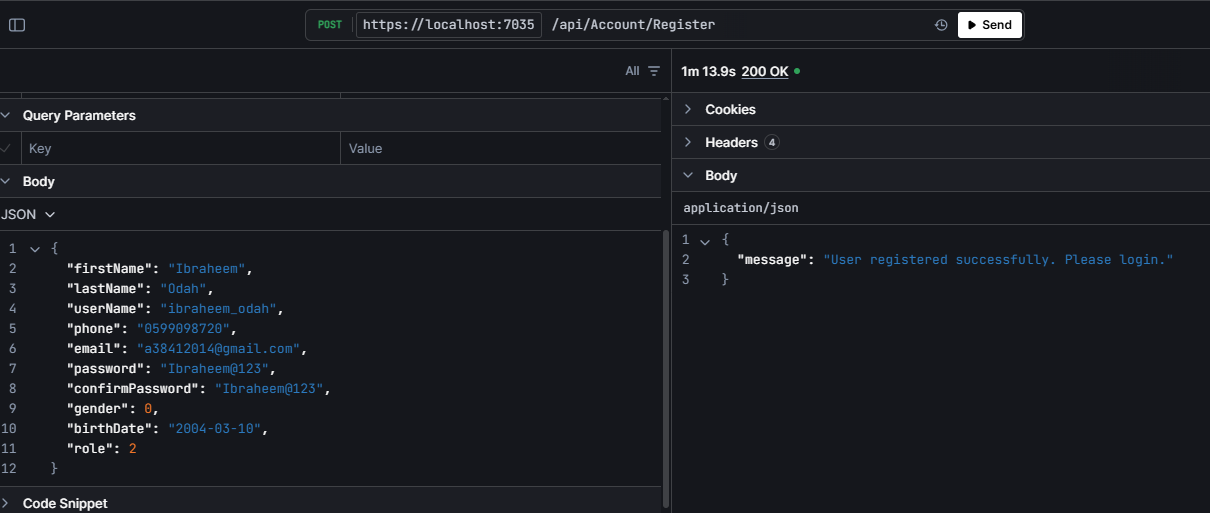 POST https://localhost:7035 /api/Account/Register Send
All
1m 13.9s 200 OK
Query Parameters
Key Value
Body
JSON
1 {
2 "firstName": "Ibraheem",
3 "lastName": "Odah",
4 "userName": "ibraheem_odah",
5 "phone": "0599098720",
6 "email": "a38412014@gmail.com",
7 "password": "Ibraheem@123",
8 "confirmPassword": "Ibraheem@123",
9 "gender": 0,
10 "birthDate": "2004-03-10",
11 "role": 2
12 }
Code Snippet
Cookies
Headers 4
Body
application/json
1 {
2 "message": "User registered successfully. Please login."
3 }